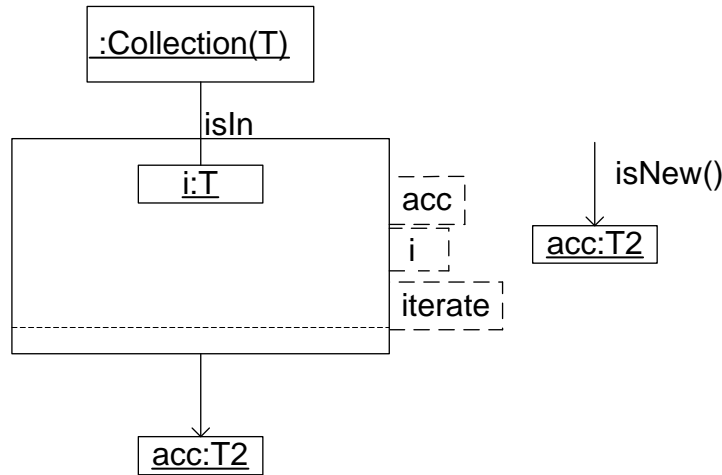 :Collection(T)
isIn
i:T
acc
isNew()
i
acc:T2
iterate
acc:T2